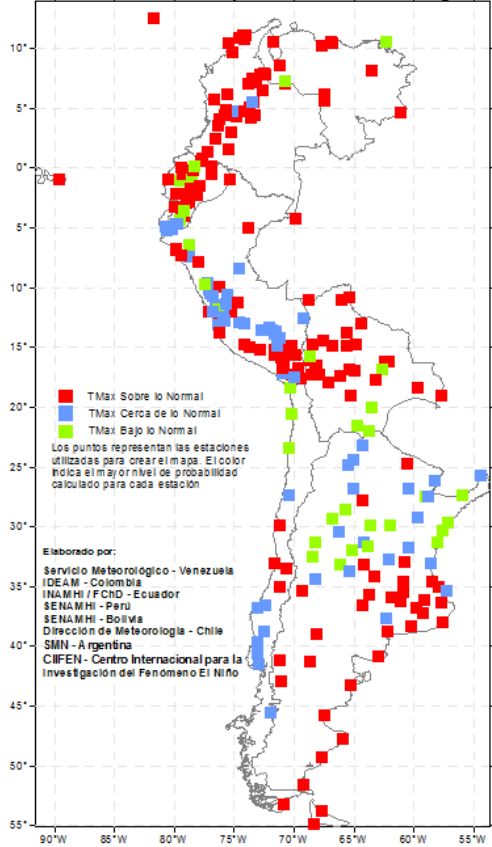 10°
5°
0°
5°
10°
15°
20°
25°
30°
35°
40°
45°
50°
55°
TMax Sobre lo Normal
TMax Cerca de lo Normal
TMax Bajo lo Normal
Los puntos representan las estaciones
utilizadas para crear el mapa. El color
indica el mayor nivel de probabilidad
calculado para cada estación
Elaborado por:
Servicio Meteorológico - Venezuela
IDEAM - Colombia
INAMHI / FChD - Ecuador
SENAMHI - Perú
SENAMHI - Bolivia
Dirección de Meteorología - Chile
SMN - Argentina
CIIFEN - Centro Internacional para la
Investigación del Fenómeno El Niño
90°W 85°W 80°W 75°W 70°W 65°W 60°W 55°W